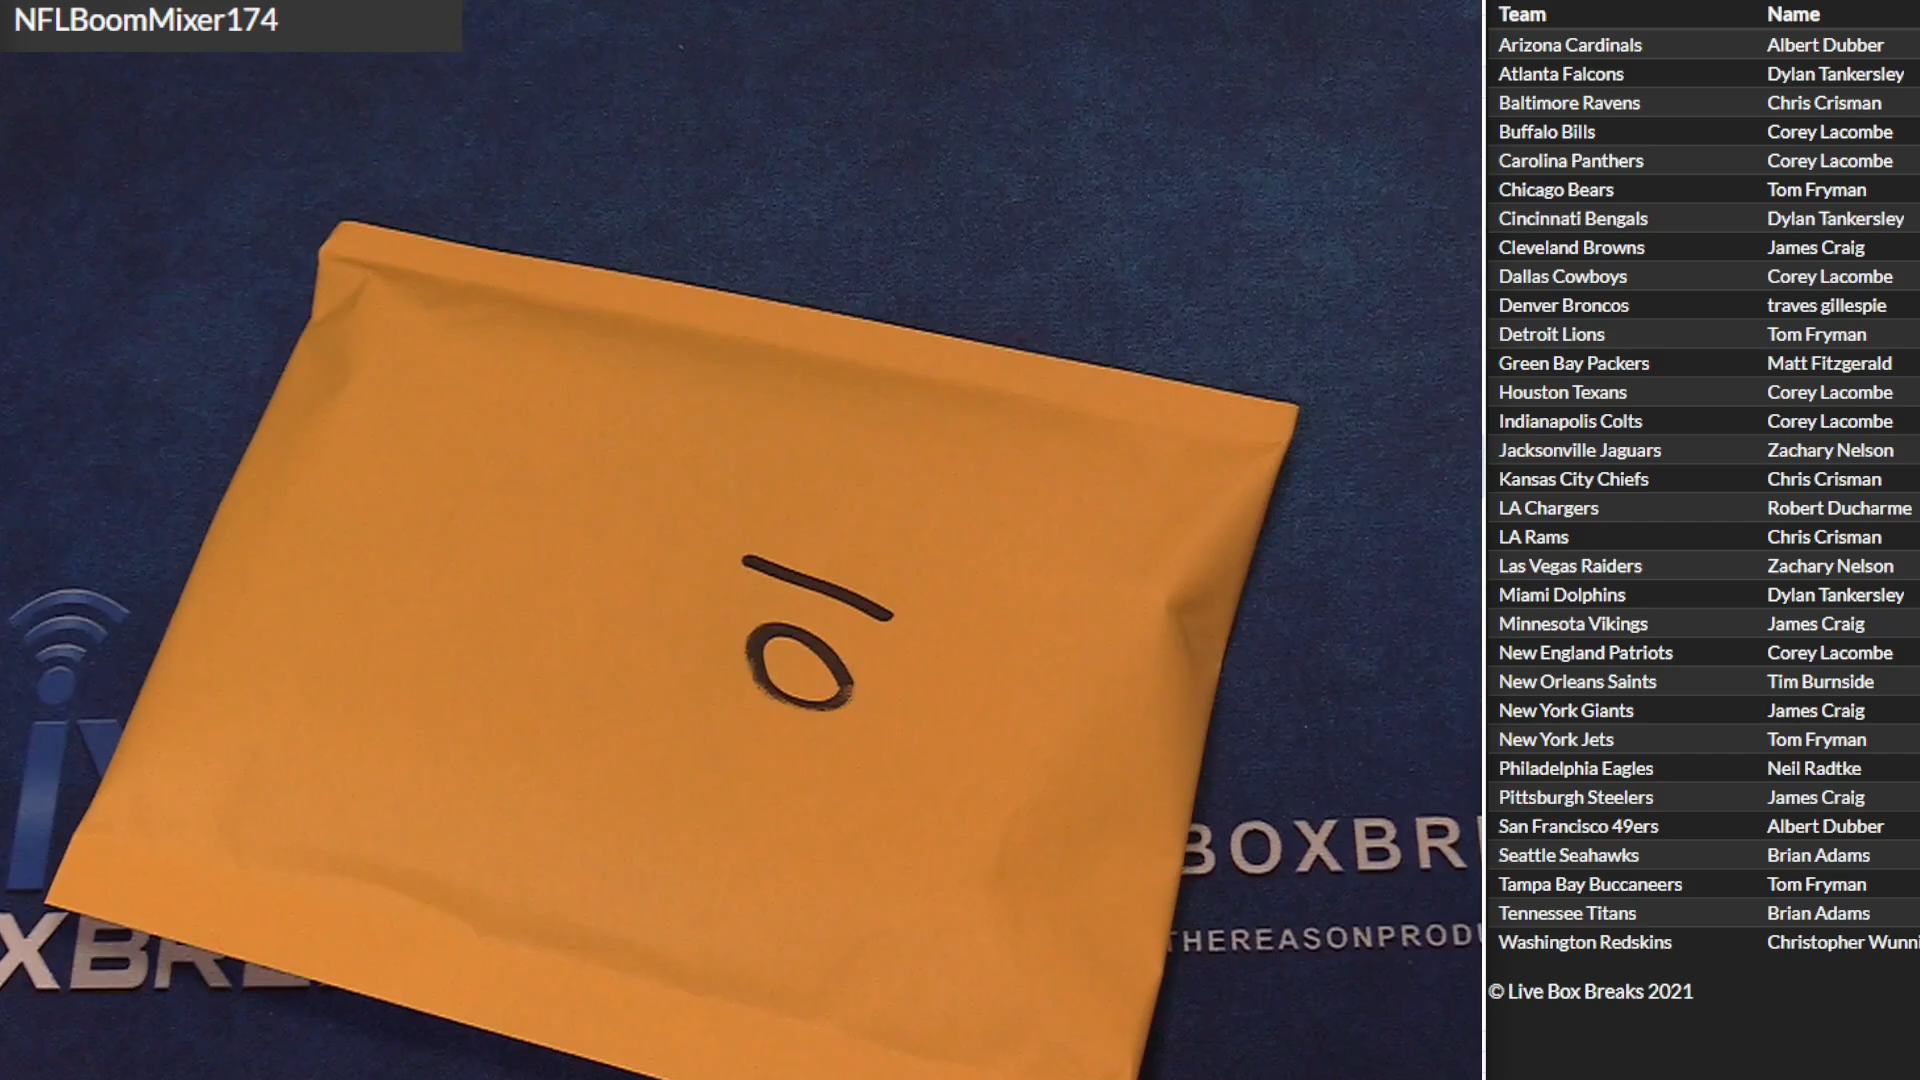 NFLBoomMixer174
Team Name
Arizona Cardinals Albert Dubber
Atlanta Falcons Dylan Tankersley
Baltimore Ravens Chris Crisman
Buffalo Bills Corey Lacombe
Carolina Panthers Corey Lacombe
Chicago Bears Tom Fryman
Cincinnati Bengals Dylan Tankersley
Cleveland Browns James Craig
Dallas Cowboys Corey Lacombe
Denver Broncos traves gillespie
Detroit Lions Tom Fryman
Green Bay Packers Matt Fitzgerald
Houston Texans Corey Lacombe
Indianapolis Colts Corey Lacombe
Jacksonville Jaguars Zachary Nelson
Kansas City Chiefs Chris Crisman
LA Chargers Robert Ducharme
LA Rams Chris Crisman
Las Vegas Raiders Zachary Nelson
Miami Dolphins Dylan Tankersley
Minnesota Vikings James Craig
New England Patriots Corey Lacombe
New Orleans Saints Tim Burnside
New York Giants James Craig
New York Jets Tom Fryman
Philadelphia Eagles Neil Radtke
Pittsburgh Steelers James Craig
San Francisco 49ers Albert Dubber
Seattle Seahawks Brian Adams
Tampa Bay Buccaneers Tom Fryman
Tennessee Titans Brian Adams
Washington Redskins Christopher Wunni
© Live Box Breaks 2021
10
BOXBR
THEREASONPROD
XBR